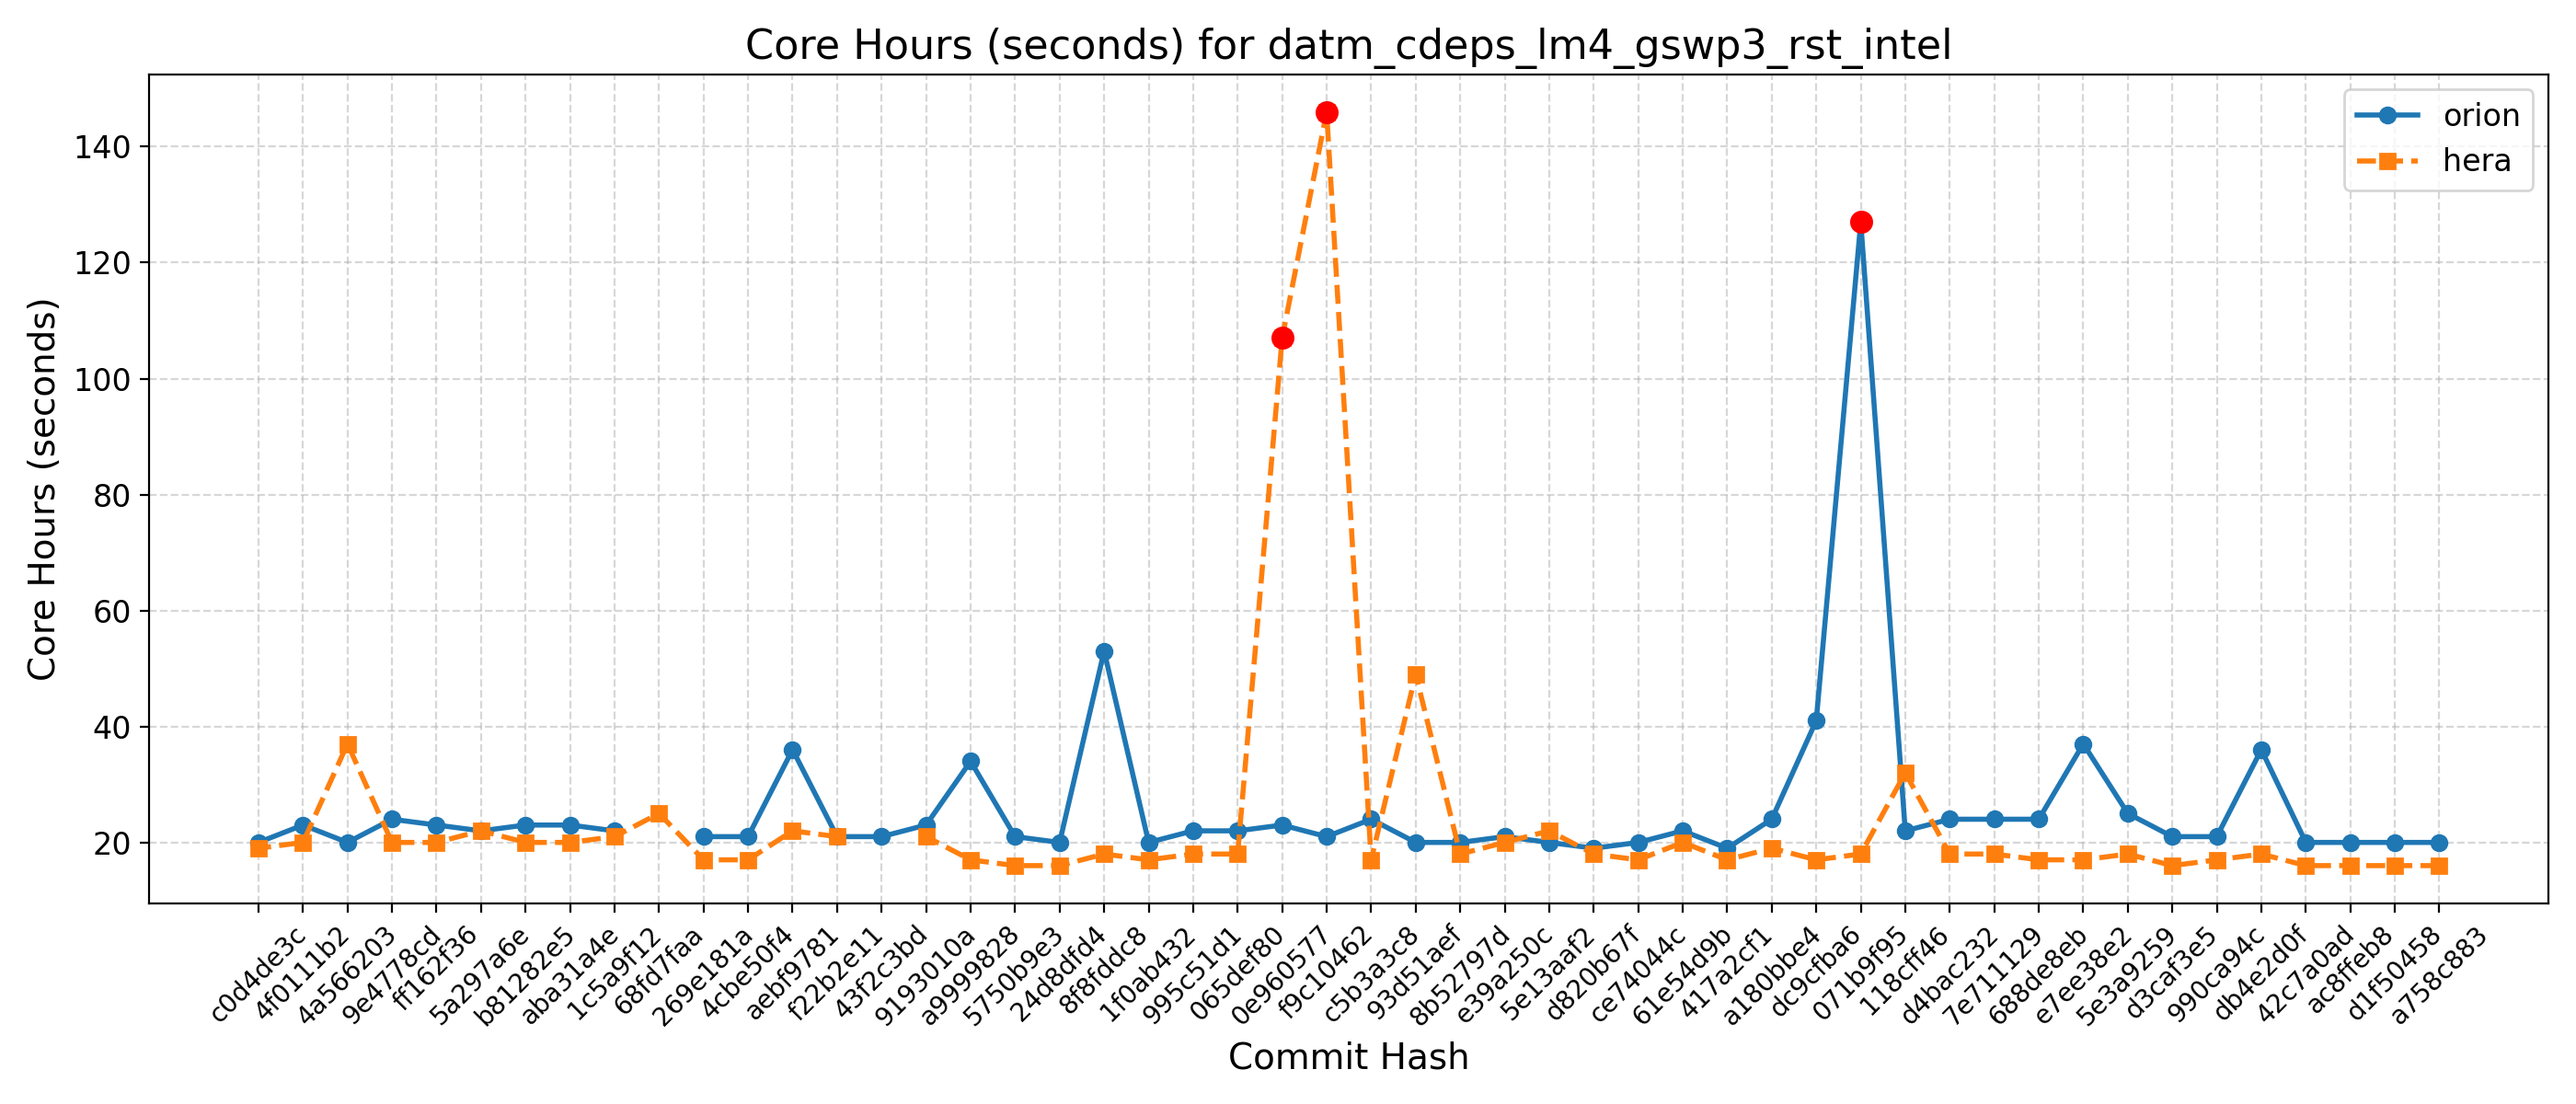 Core Hours (seconds) for datm_cdeps_lm4_gswp3_rst_intel
orion
hera
Core Hours (seconds)
140
120
100
80
60
40
20
c0d4de3c
4f0111b2
4a566203
9e4778cd
ff162f36
5a297a6e
b81282e5
aba31a4e
1c5a9f12
68fd7faa
269e181a
4cbe50f4
aebf9781
f22b2e11
43f2c3bd
9193010a
a9999828
5750b9e3
24d8dfd4
8f8fddc8
1f0ab432
995c51d1
065def80
0e960577
f9c10462
c5b3a3c8
93d51aef
8b52797d
e39a250c
5e13aaf2
d820b67f
ce74044c
61e54d9b
417a2cf1
a180bbe4
dc9cfba6
071b9f95
118cff46
d4bac232
7e711129
688de8eb
e7ee38e2
5e3a9259
d3caf3e5
990ca94c
db4e2d0f
42c7a0ad
ac8ffeb8
d1f50458
a758c883
Commit Hash